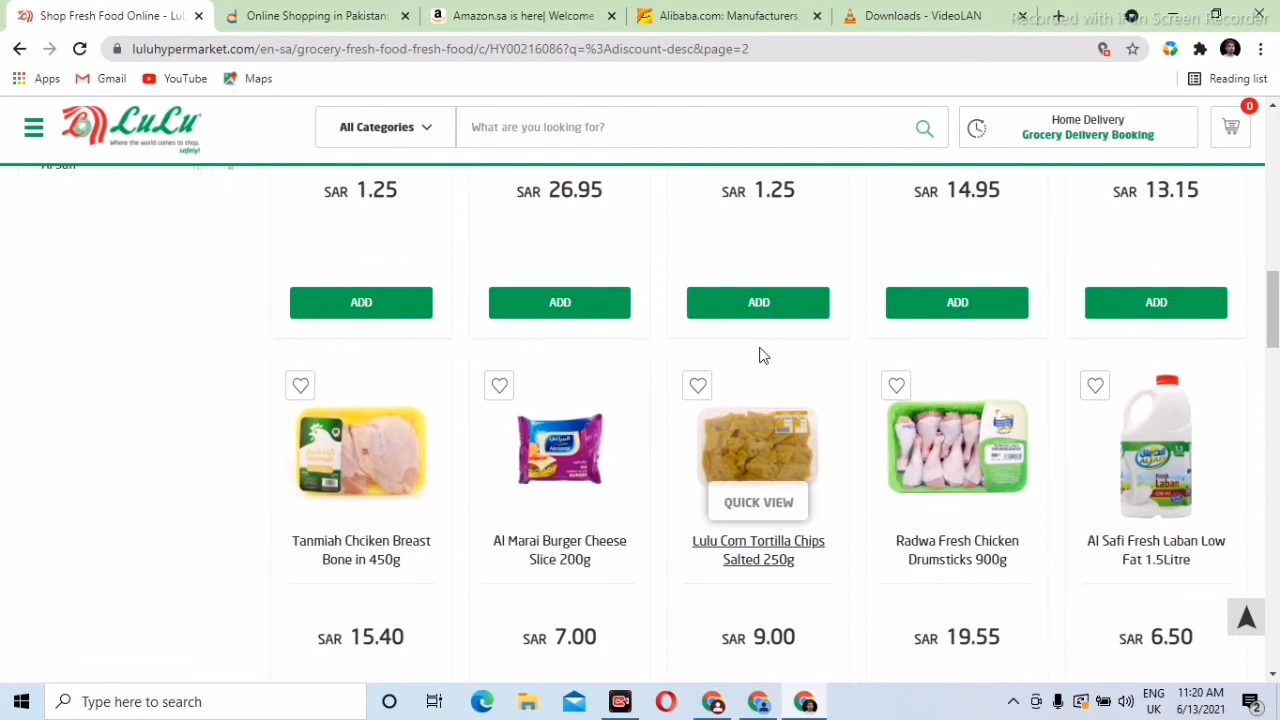 Shop Fresh Food Online - Lu
Online Shopping in Pakistan:
Amazon.sa is here| Welcome
Alibaba.com: Manufacturers,
Downloads - VideoLAN
Recorded with iFun Screen Recorder
luluhypermarket.com/en-sa/grocery-fresh-food-fresh-food/c/HY00216086?q=%3Adiscount-desc&page=2
Apps
Gmail
YouTube
Maps
Reading list
LuLu
Where the world comes to shop,
safely!
All Categories
What are you looking for?
Home Delivery
Grocery Delivery Booking
0
SAR 1.25
SAR 26.95
SAR 1.25
SAR 14.95
SAR 13.15
ADD
ADD
ADD
ADD
ADD
QUICK VIEW
Tanmiah Chciken Breast
Bone in 450g
Al Marai Burger Cheese
Slice 200g
Lulu Corn Tortilla Chips
Salted 250g
Radwa Fresh Chicken
Drumsticks 900g
Al Safi Fresh Laban Low
Fat 1.5Litre
SAR 15.40
SAR 7.00
SAR 9.00
SAR 19.55
SAR 6.50
Type here to search
ENG
UK
11:20 AM
6/13/2021
2